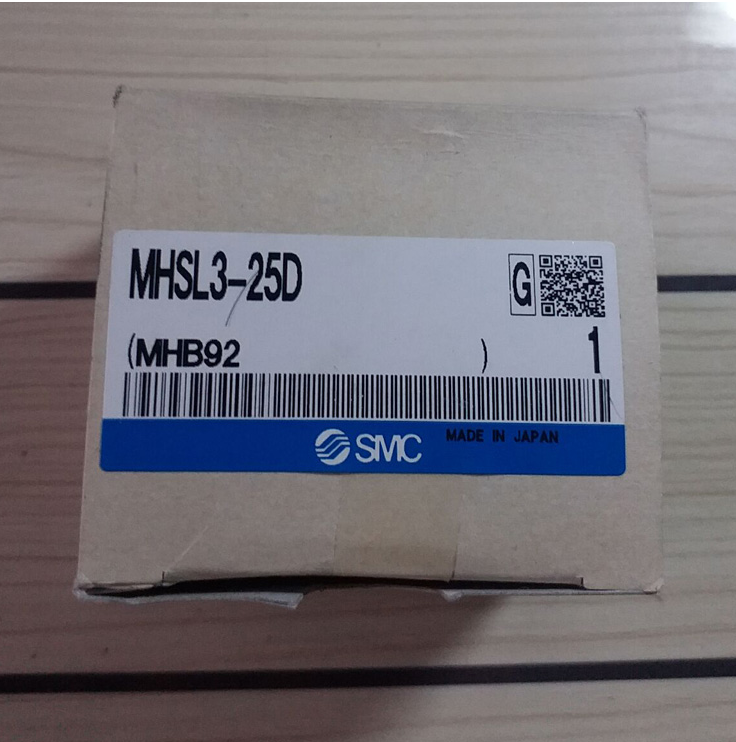 MHSL3-25D
G
(MHB92 )
1
SMC
MADE IN JAPAN